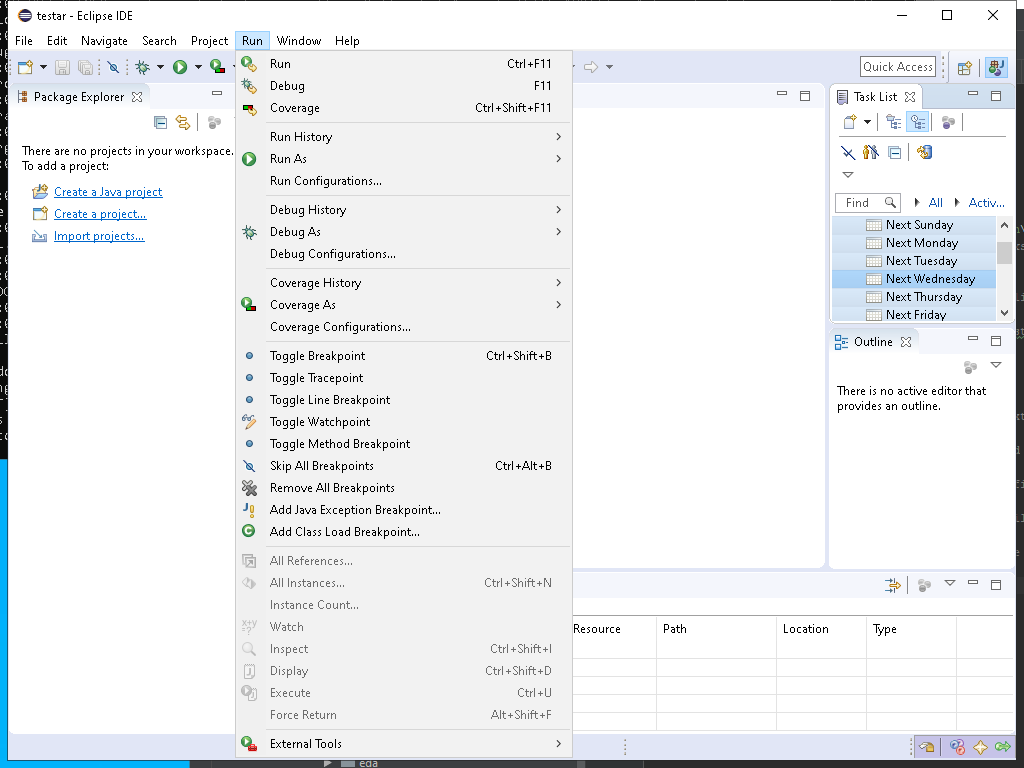 testar - Eclipse IDE
File Edit Navigate Search Project Run Window Help
Quick Access
Package Explorer
There are no projects in your workspace.
To add a project:
Create a Java project
Create a project...
Import projects...
Run Ctrl+F11
Debug F11
Coverage Ctrl+Shift+F11
Run History
Run As
Run Configurations...
Debug History
Debug As
Debug Configurations...
Coverage History
Coverage As
Coverage Configurations...
Toggle Breakpoint Ctrl+Shift+B
Toggle Tracepoint
Toggle Line Breakpoint
Toggle Watchpoint
Toggle Method Breakpoint
Skip All Breakpoints Ctrl+Alt+B
Remove All Breakpoints
Add Java Exception Breakpoint...
Add Class Load Breakpoint...
All References...
All Instances... Ctrl+Shift+N
Instance Count...
Watch
Inspect Ctrl+Shift+I
Display Ctrl+Shift+D
Execute Ctrl+U
Force Return Alt+Shift+F
External Tools
Task List
Find All Activ...
Next Sunday
Next Monday
Next Tuesday
Next Wednesday
Next Thursday
Next Friday
Outline
There is no active editor that
provides an outline.
Resource Path Location Type
eda